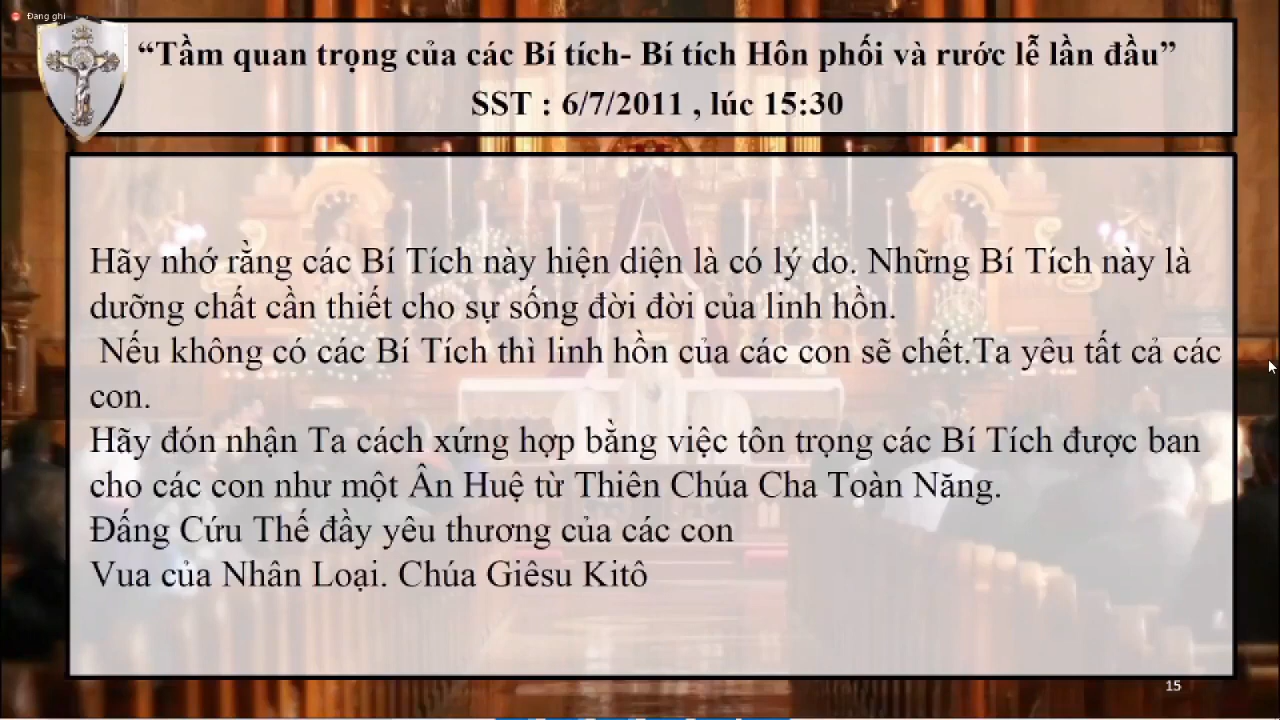 Đang ghi
“Tầm quan trọng của các Bí tích- Bí tích Hôn phối và rước lễ lần đầu”
SST : 6/7/2011 , lúc 15:30
Hãy nhớ rằng các Bí Tích này hiện diện là có lý do. Những Bí Tích này là
dưỡng chất cần thiết cho sự sống đời đời của linh hồn.
Nếu không có các Bí Tích thì linh hồn của các con sẽ chết.Ta yêu tất cả các
con.
Hãy đón nhận Ta cách xứng hợp bằng việc tôn trọng các Bí Tích được ban
cho các con như một Ân Huệ từ Thiên Chúa Cha Toàn Năng.
Đấng Cứu Thế đầy yêu thương của các con
Vua của Nhân Loại. Chúa Giêsu Kitô
15